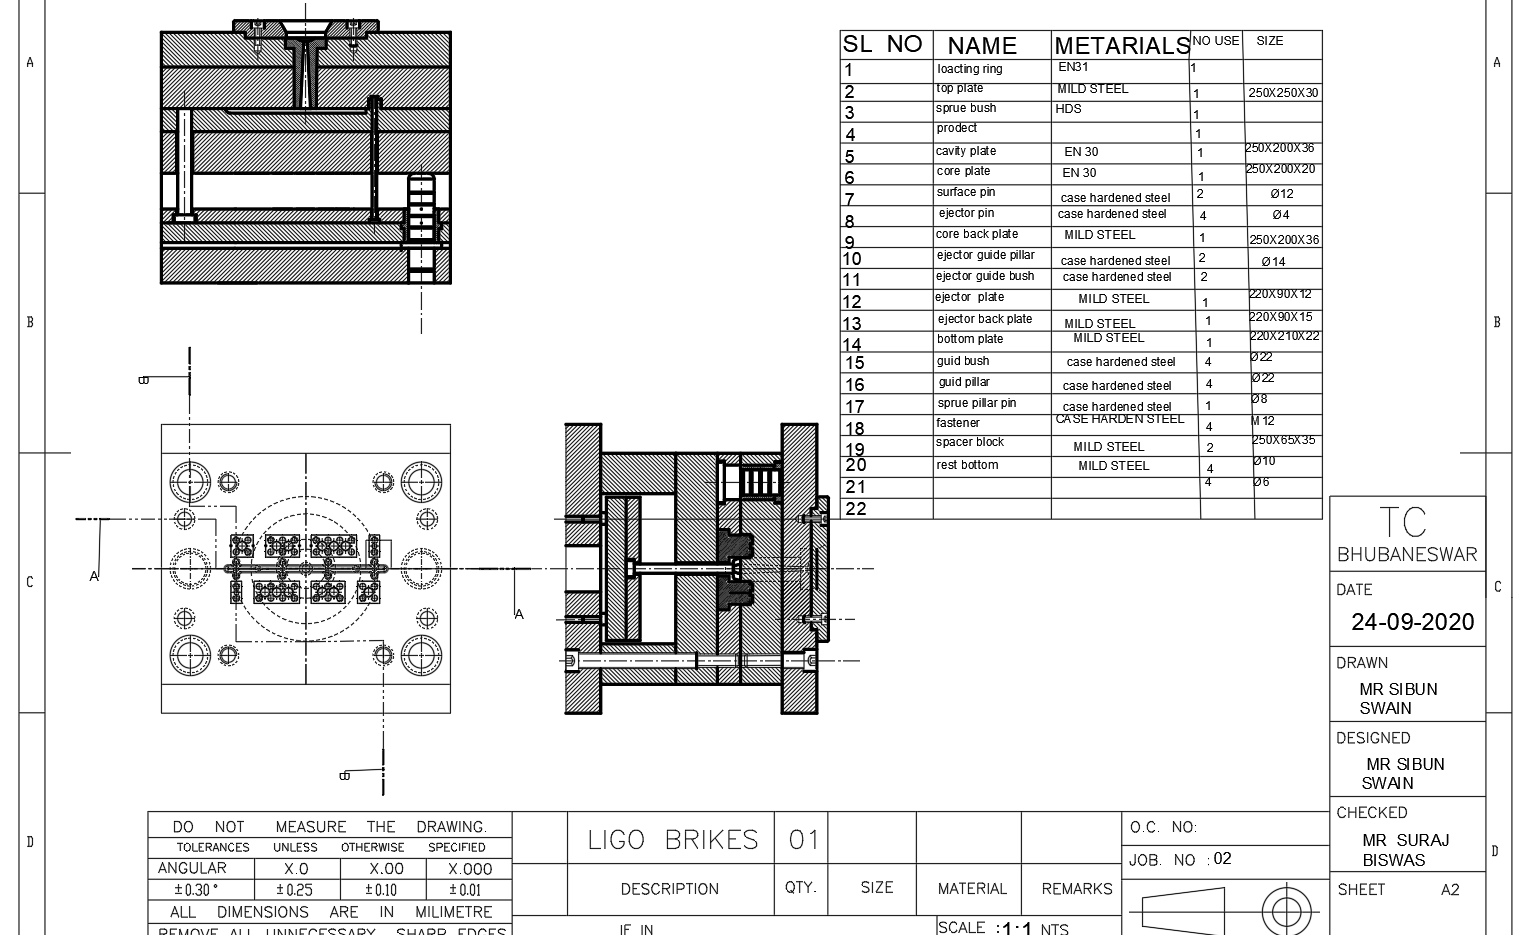 SL NO NAME METARIALS NO USE SIZE
1 loacting ring EN31 1
2 top plate MILD STEEL 1 250X250X30
3 sprue bush HDS 1
4 prodect 1
5 cavity plate EN 30 1 250X200X36
6 core plate EN 30 1 250X200X20
7 surface pin case hardened steel 2 Ø12
8 ejector pin case hardened steel 4 Ø4
9 core back plate MILD STEEL 1 250X200X36
10 ejector guide pillar case hardened steel 2 Ø14
11 ejector guide bush case hardened steel 2
12 ejector plate MILD STEEL 1 220X90X12
13 ejector back plate MILD STEEL 1 220X90X15
14 bottom plate MILD STEEL 1 220X210X22
15 guid bush case hardened steel 4 Ø22
16 guid pillar case hardened steel 4 Ø22
17 sprue pillar pin case hardened steel 1 Ø8
18 fastener CASE HARDEN STEEL 4 M12
19 spacer block MILD STEEL 2 250X65X35
20 rest bottom MILD STEEL 4 Ø10
21 4 Ø6
22
A A
B B
C C
D D
B
A A
B
TC
BHUBANESWAR
DATE
24-09-2020
DRAWN
MR SIBUN
SWAIN
DESIGNED
MR SIBUN
SWAIN
CHECKED
MR SURAJ
BISWAS
SHEET A2
DO NOT MEASURE THE DRAWING.
TOLERANCES UNLESS OTHERWISE SPECIFIED
ANGULAR X.0 X.00 X.000
±0.30° ±0.25 ±0.10 ±0.01
ALL DIMENSIONS ARE IN MILIMETRE
REMOVE ALL UNNECESSARY SHARP EDGES
LIGO BRIKES 01
DESCRIPTION QTY. SIZE MATERIAL REMARKS
IF IN
SCALE :1:1 NTS
O.C. NO:
JOB. NO :02